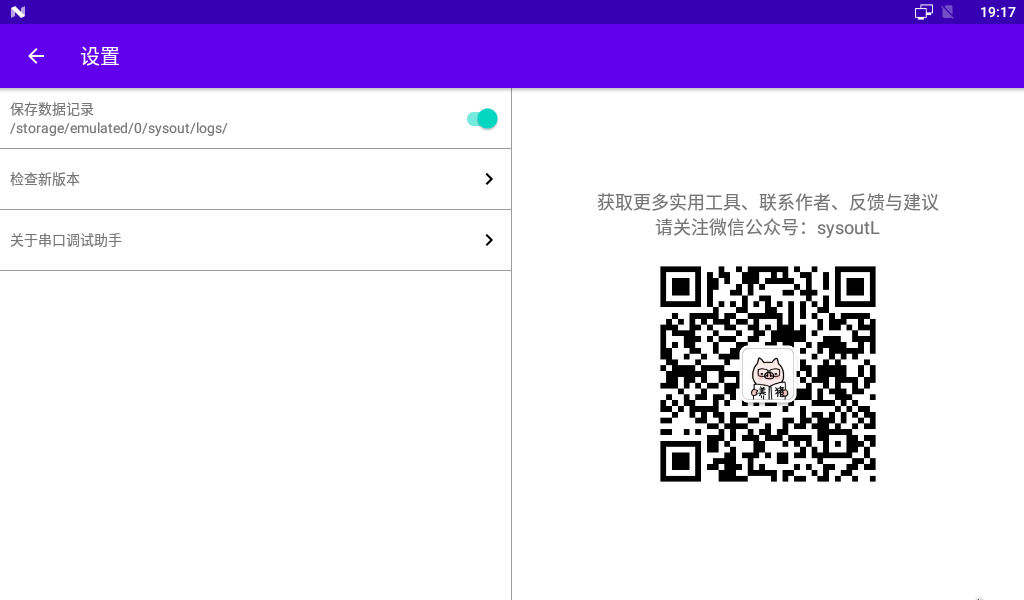 19:17
设置
保存数据记录
/storage/emulated/0/sysout/logs/
检查新版本
关于串口调试助手
获取更多实用工具、联系作者、反馈与建议
请关注微信公众号：sysoutL
养 猪